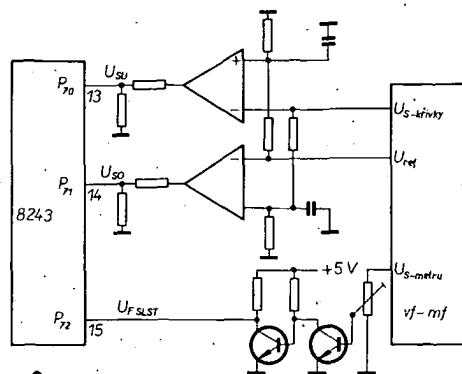 P70
13
USU
+
−
US-křivky
Uref
P71
14
USO
−
8243
+5 V
US-metru
vf-mf
P72
15
UF SLST